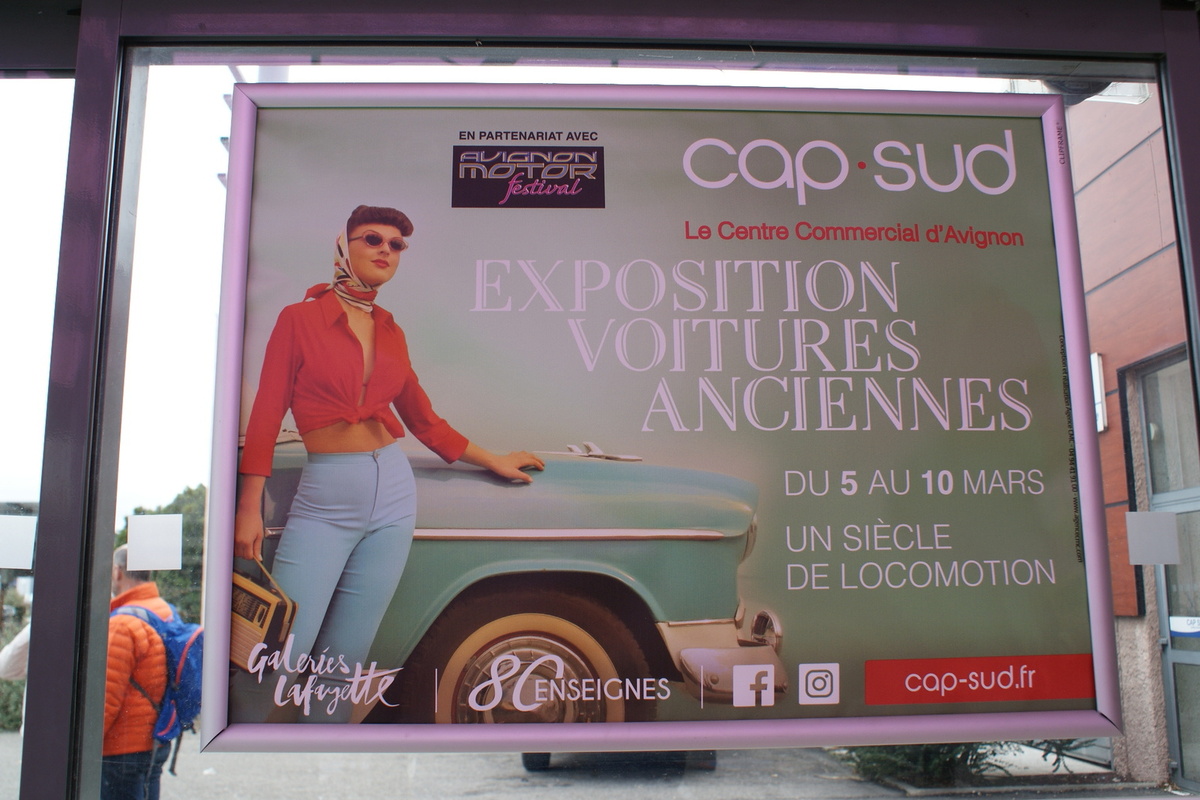 EN PARTENARIAT AVEC
AVIGNON
MOTOR
festival
cap·sud
Le Centre Commercial d'Avignon
EXPOSITION
VOITURES
ANCIENNES
DU 5 AU 10 MARS
UN SIÈCLE
DE LOCOMOTION
Galeries
Lafayette
80 ENSEIGNES
cap-sud.fr
CLIPFRAME